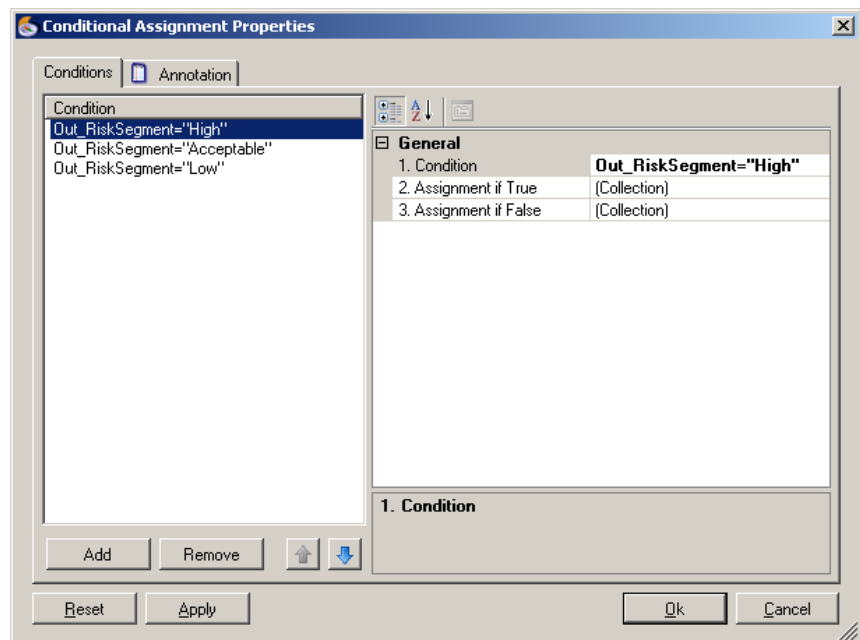 Conditional Assignment Properties
Conditions
Annotation
Condition
Out_RiskSegment="High"
Out_RiskSegment="Acceptable"
Out_RiskSegment="Low"
A
Z
General
1. Condition Out_RiskSegment="High"
2. Assignment if True (Collection)
3. Assignment if False (Collection)
1. Condition
Add Remove
Reset Apply Ok Cancel